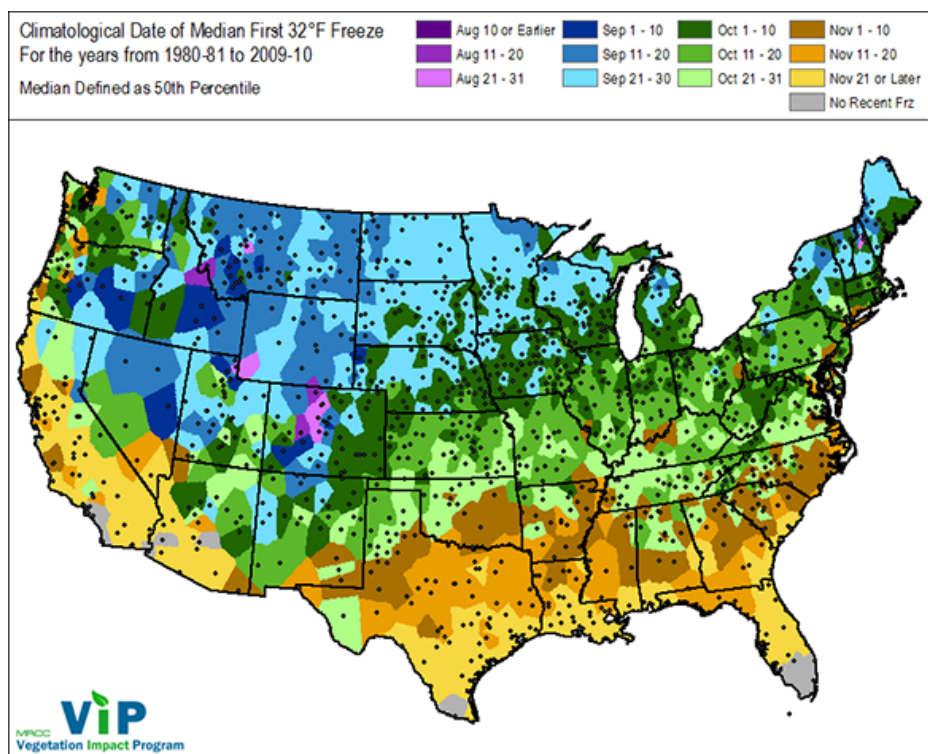 Climatological Date of Median First 32°F Freeze
For the years from 1980-81 to 2009-10
Median Defined as 50th Percentile
Aug 10 or Earlier
Aug 11 - 20
Aug 21 - 31
Sep 1 - 10
Sep 11 - 20
Sep 21 - 30
Oct 1 - 10
Oct 11 - 20
Oct 21 - 31
Nov 1 - 10
Nov 11 - 20
Nov 21 or Later
No Recent Frz
MRCC
ViP
Vegetation Impact Program